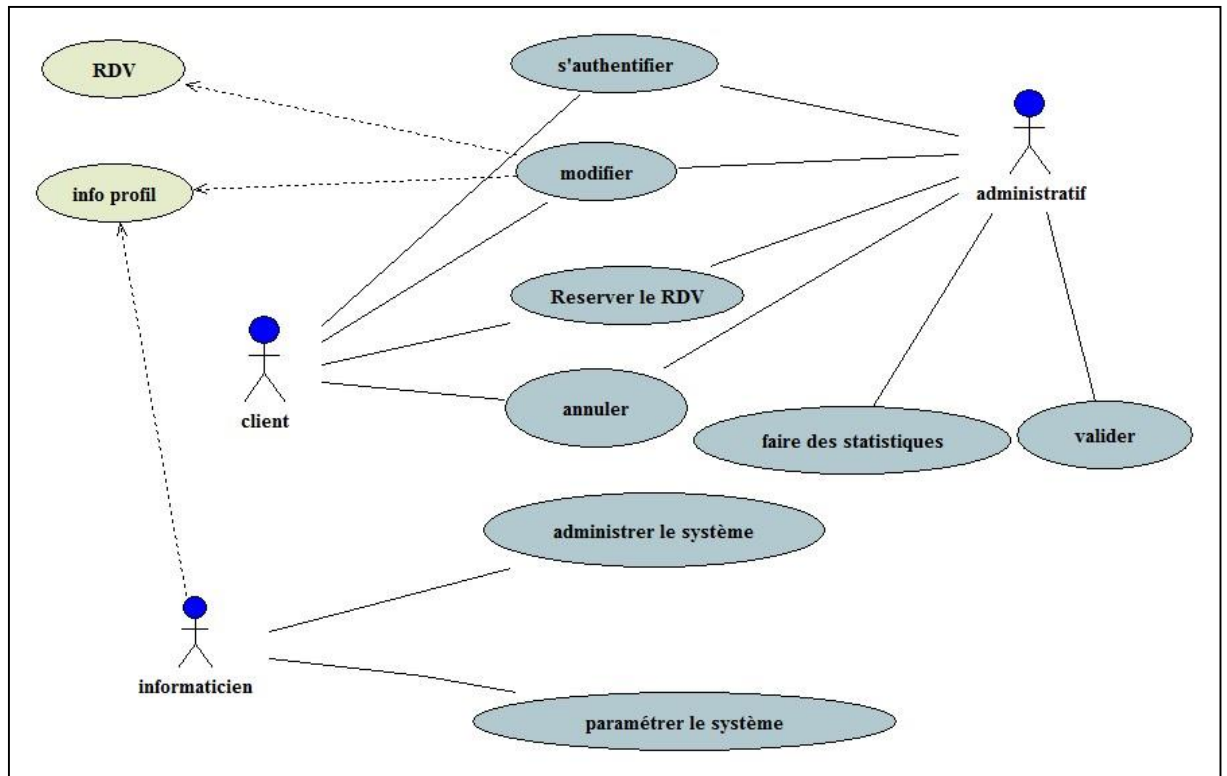 RDV
s'authentifier
modifier
info profil
administratif
Reserver le RDV
client
annuler
faire des statistiques
valider
administrer le système
informaticien
paramétrer le système